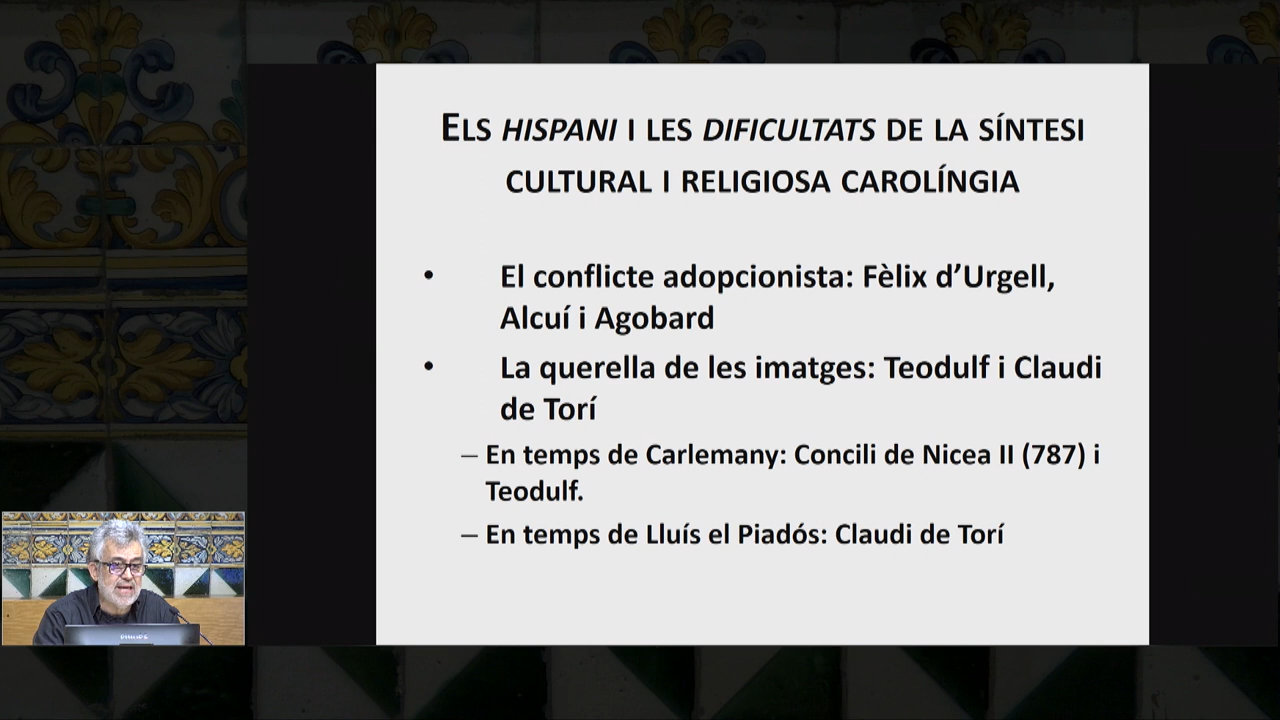 ELS HISPANI I LES DIFICULTATS DE LA SÍNTESI
CULTURAL I RELIGIOSA CAROLÍNGIA
• El conflicte adopcionista: Fèlix d’Urgell,
Alcuí i Agobard
• La querella de les imatges: Teodulf i Claudi
de Torí
– En temps de Carlemany: Concili de Nicea II (787) i
Teodulf.
– En temps de Lluís el Piadós: Claudi de Torí
PHILIPS